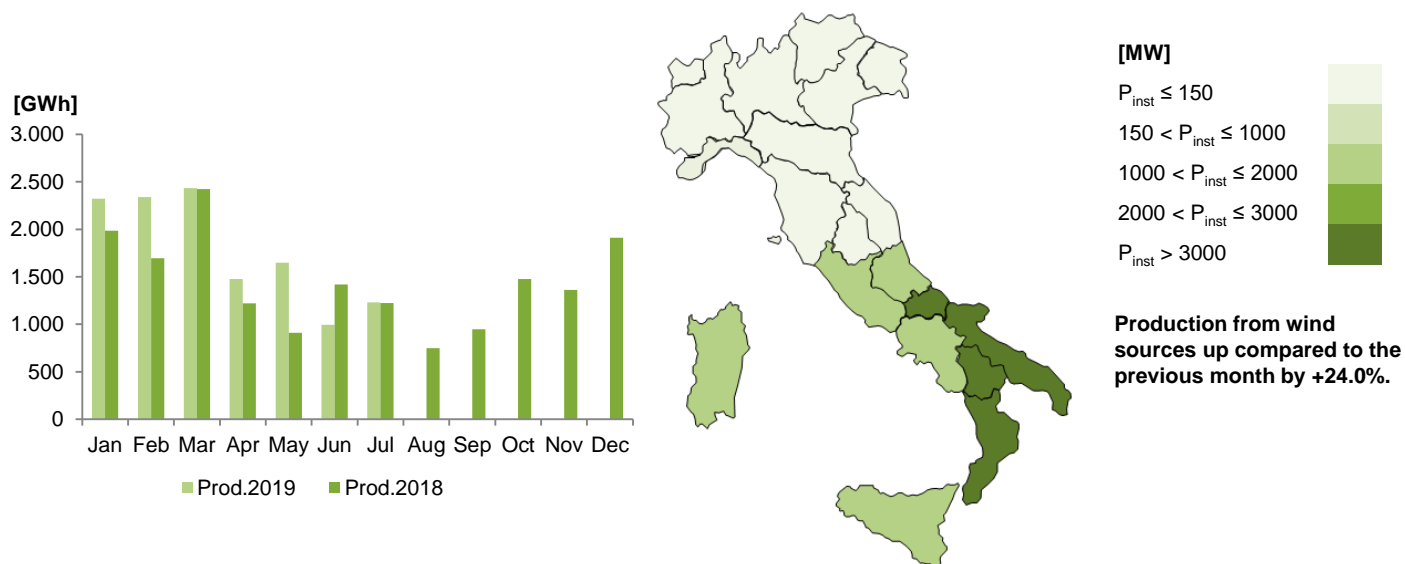 [GWh]
3.000
2.500
2.000
1.500
1.000
500
0
Jan Feb Mar Apr May Jun Jul Aug Sep Oct Nov Dec
Prod.2019 Prod.2018
[MW]
Pinst ≤ 150
150 < Pinst ≤ 1000
1000 < Pinst ≤ 2000
2000 < Pinst ≤ 3000
Pinst > 3000
Production from wind
sources up compared to the
previous month by +24.0%.